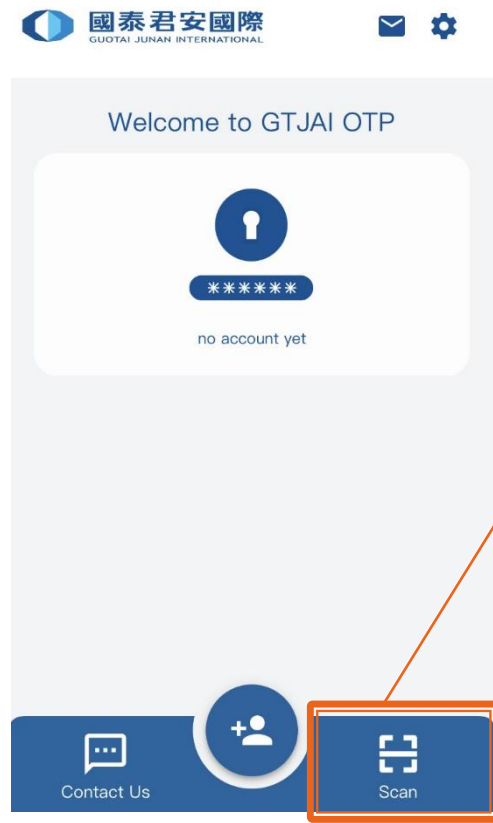 國泰君安國際
GUOTAI JUNAN INTERNATIONAL
Welcome to GTJAI OTP
******
no account yet
Contact Us
Scan